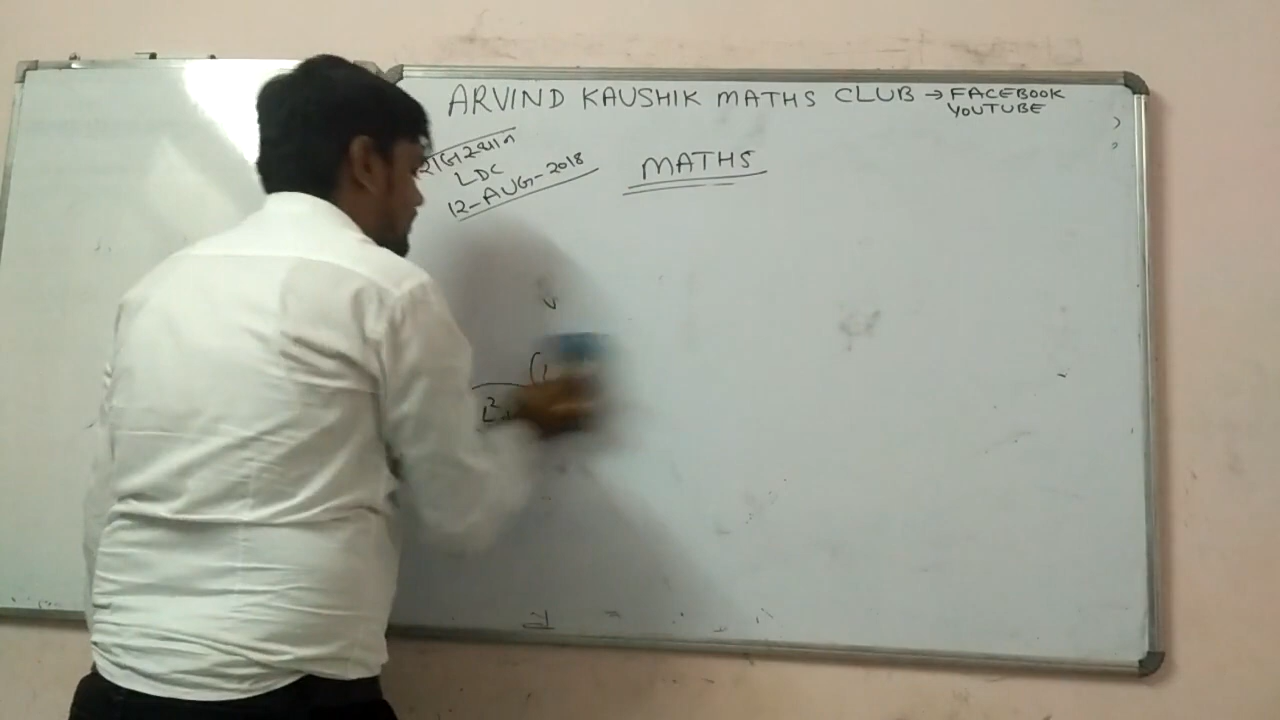 ARVIND KAUSHIK MATHS CLUB → FACEBOOK
YOUTUBE
राजस्थान
LDC
12-AUG-2018
MATHS